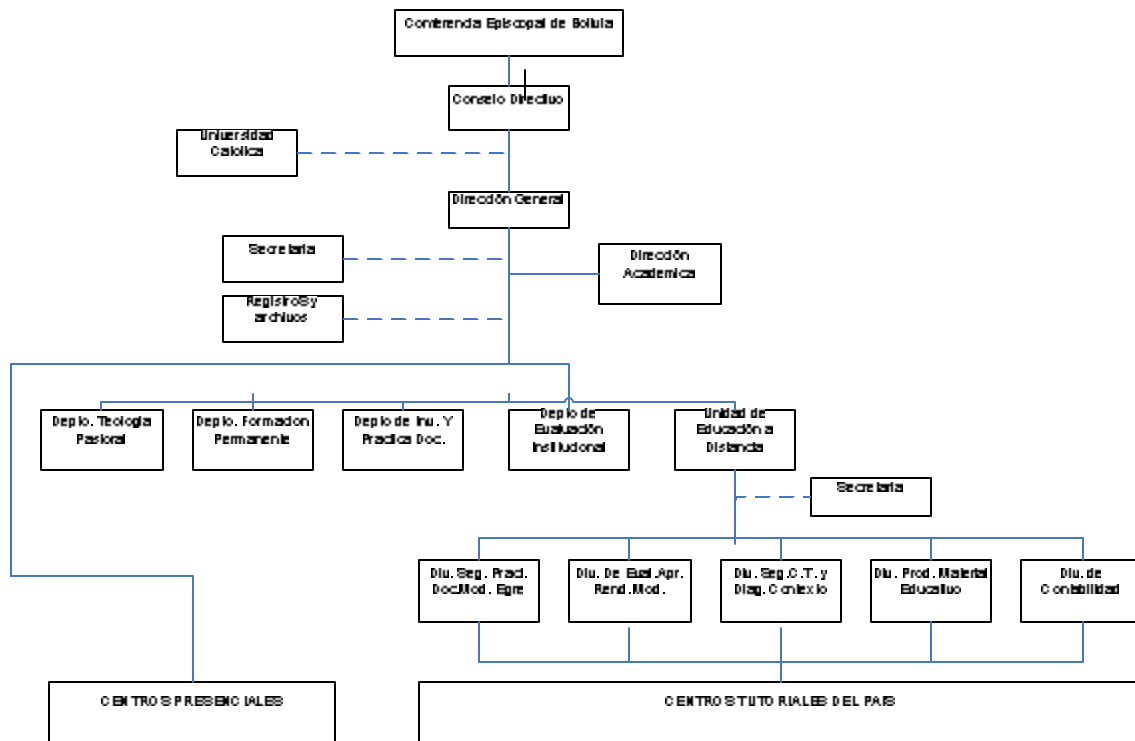 Conferencia Episcopal de Bolivia
Consejo Directivo
Universidad
Catolica
Dirección General
Secretaria
Dirección
Academica
Registros y
archivos
Depto. Teologia
Pastoral
Depto. Formacion
Permanente
Depto de Inv. Y
Practica Doc.
Depto de
Evaluación
Institucional
Unidad de
Educación a
Distancia
Secretaria
Div. Seg. Pract.
Doc.Mod. Egre
Div. De Eval.Apr.
Rend.Mod.
Div. Seg.C.T. y
Diag.Contexto
Div. Prod.Material
Educativo
Div. de
Contabilidad
CENTROS PRESENCIALES
CENTROS TUTORIALES DEL PAIS